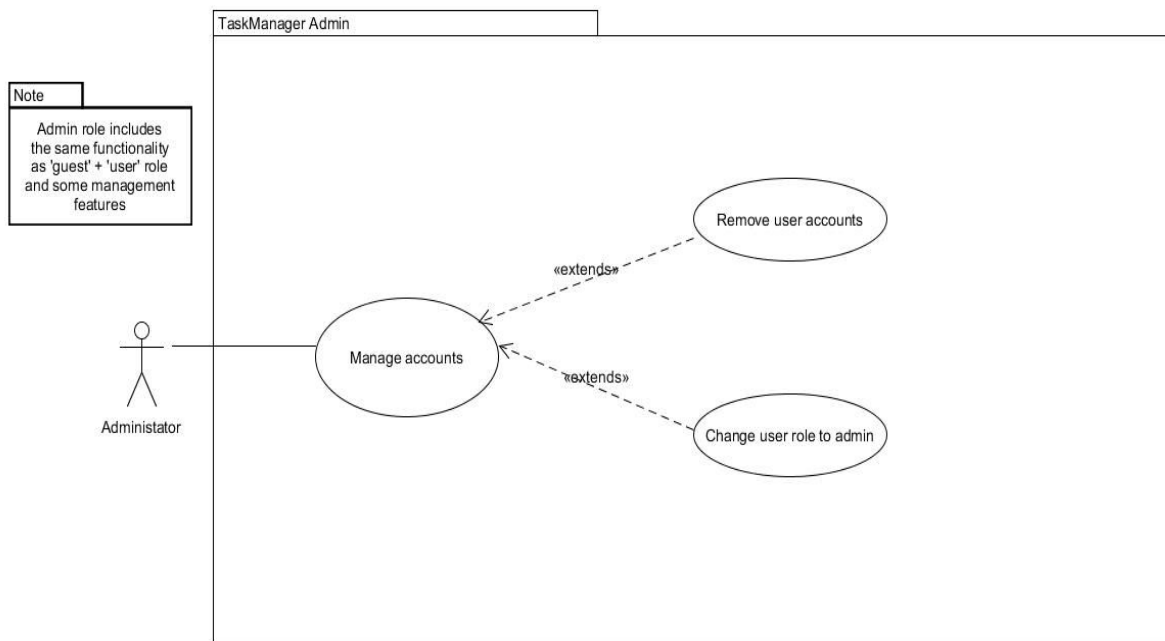 TaskManager Admin
Note
Admin role includes
the same functionality
as 'guest' + 'user' role
and some management
features
Remove user accounts
«extends»
Manage accounts
«extends»
Administator
Change user role to admin